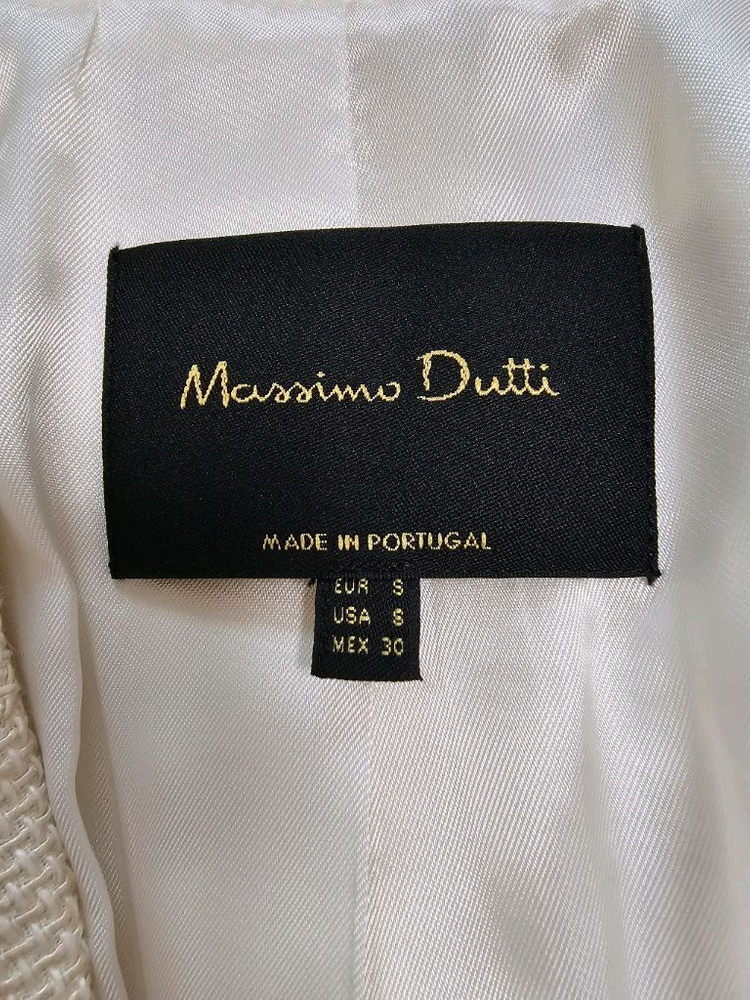 Massimo Dutti
MADE IN PORTUGAL
EUR S
USA S
MEX 30